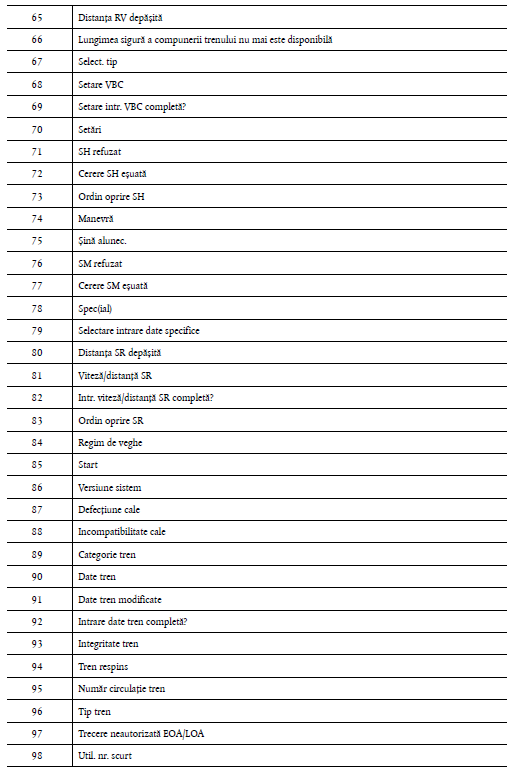 65 Distanța RV depășită
66 Lungimea sigură a compunerii trenului nu mai este disponibilă
67 Select. tip
68 Setare VBC
69 Setare intr. VBC completă?
70 Setări
71 SH refuzat
72 Cerere SH eșuată
73 Ordin oprire SH
74 Manevră
75 Șină alunec.
76 SM refuzat
77 Cerere SM eșuată
78 Spec(ial)
79 Selectare intrare date specifice
80 Distanța SR depășită
81 Viteză/distanță SR
82 Intr. viteză/distanță SR completă?
83 Ordin oprire SR
84 Regim de veghe
85 Start
86 Versiune sistem
87 Defecțiune cale
88 Incompatibilitate cale
89 Categorie tren
90 Date tren
91 Date tren modificate
92 Intrare date tren completă?
93 Integritate tren
94 Tren respins
95 Număr circulație tren
96 Tip tren
97 Trecere neautorizată EOA/LOA
98 Util. nr. scurt